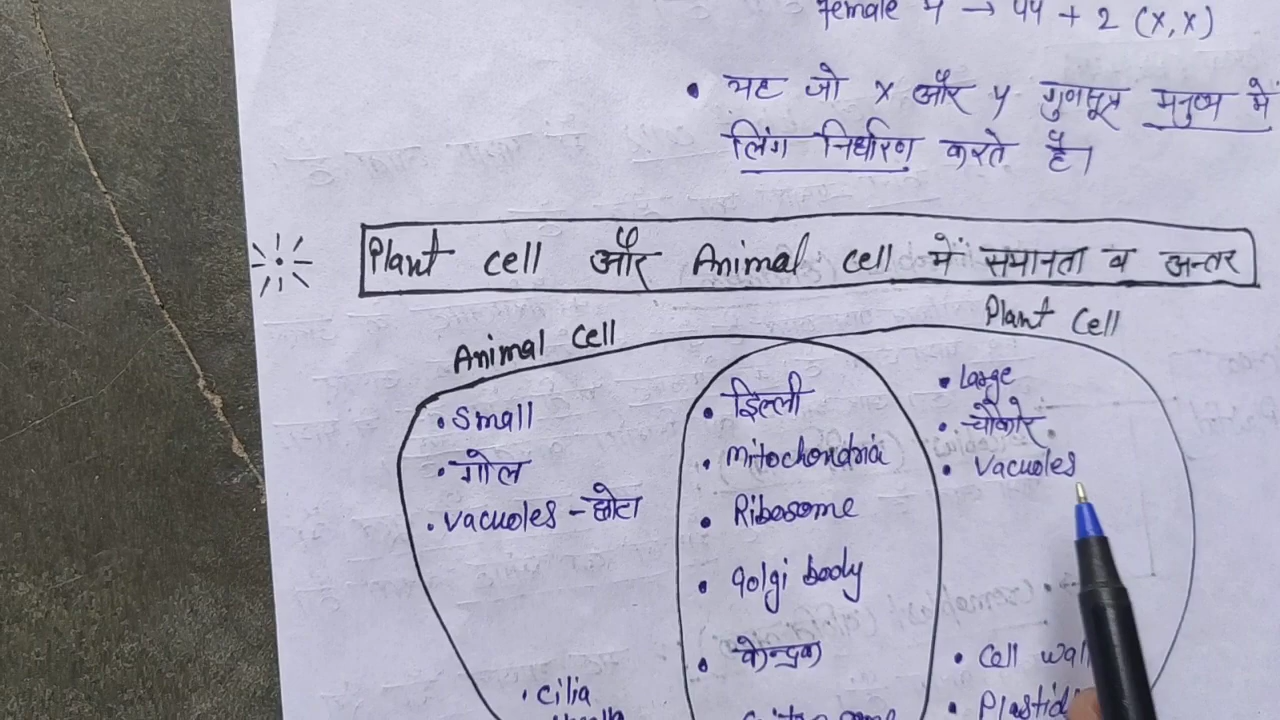 female में → 44 + 2 (x,x)
• यह जो x और y गुणसूत्र मनुष्य में
लिंग निर्धारण करते है।
Plant cell और Animal cell में समानता व अन्तर
Animal Cell
Plant Cell
• Small
• गोल
• Vacuoles - छोटा
• Cilia
• झिल्ली
• Mitochondria
• Ribosome
• Golgi body
• केन्द्रक
• Large
• चौकोर
• Vacuoles
• Cell wall
• Plastid